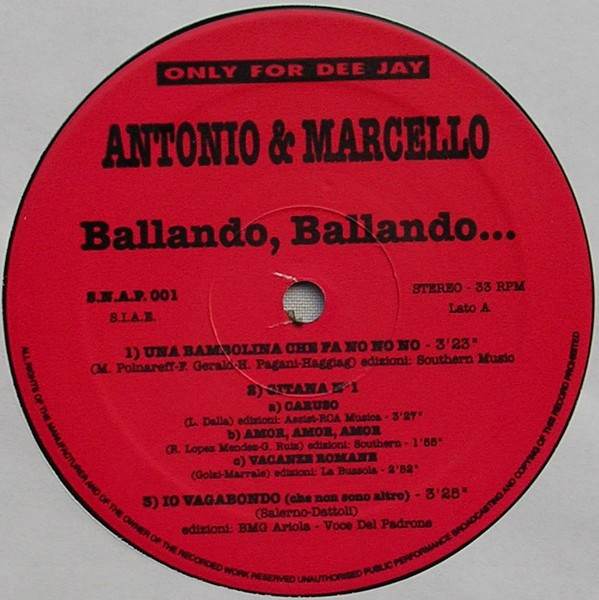 ONLY FOR DEE JAY
ANTONIO & MARCELLO
Ballando, Ballando...
S.N.A.P. 001
S.I.A.E.
STEREO - 33 RPM
Lato A
1) UNA BAMBOLINA CHE FA NO NO NO - 3'23"
(M. Polnareff-F. Gerald-H. Pagani-Haggiag) edizioni: Southern Music
2) GITANA N°1
a) CARUSO
(L. Dalla) edizioni: Assist-RCA Musica - 3'27"
b) AMOR, AMOR, AMOR
(R. Lopez Mendez-G. Ruiz) edizioni: Southern - 1'55"
c) VACANZE ROMANE
(Golzi-Marrale) edizioni: La Bussola - 2'52"
3) IO VAGABONDO (che non sono altro) - 3'25"
(Salerno-Dattoli)
edizioni: BMG Ariola - Voce Del Padrone
ALL RIGHTS OF THE MANUFACTURER AND OF THE OWNER OF THE RECORDED WORK RESERVED UNAUTHORISED PUBLIC PERFORMANCE BROADCASTING AND COPYING OF THIS RECORD PROHIBITED